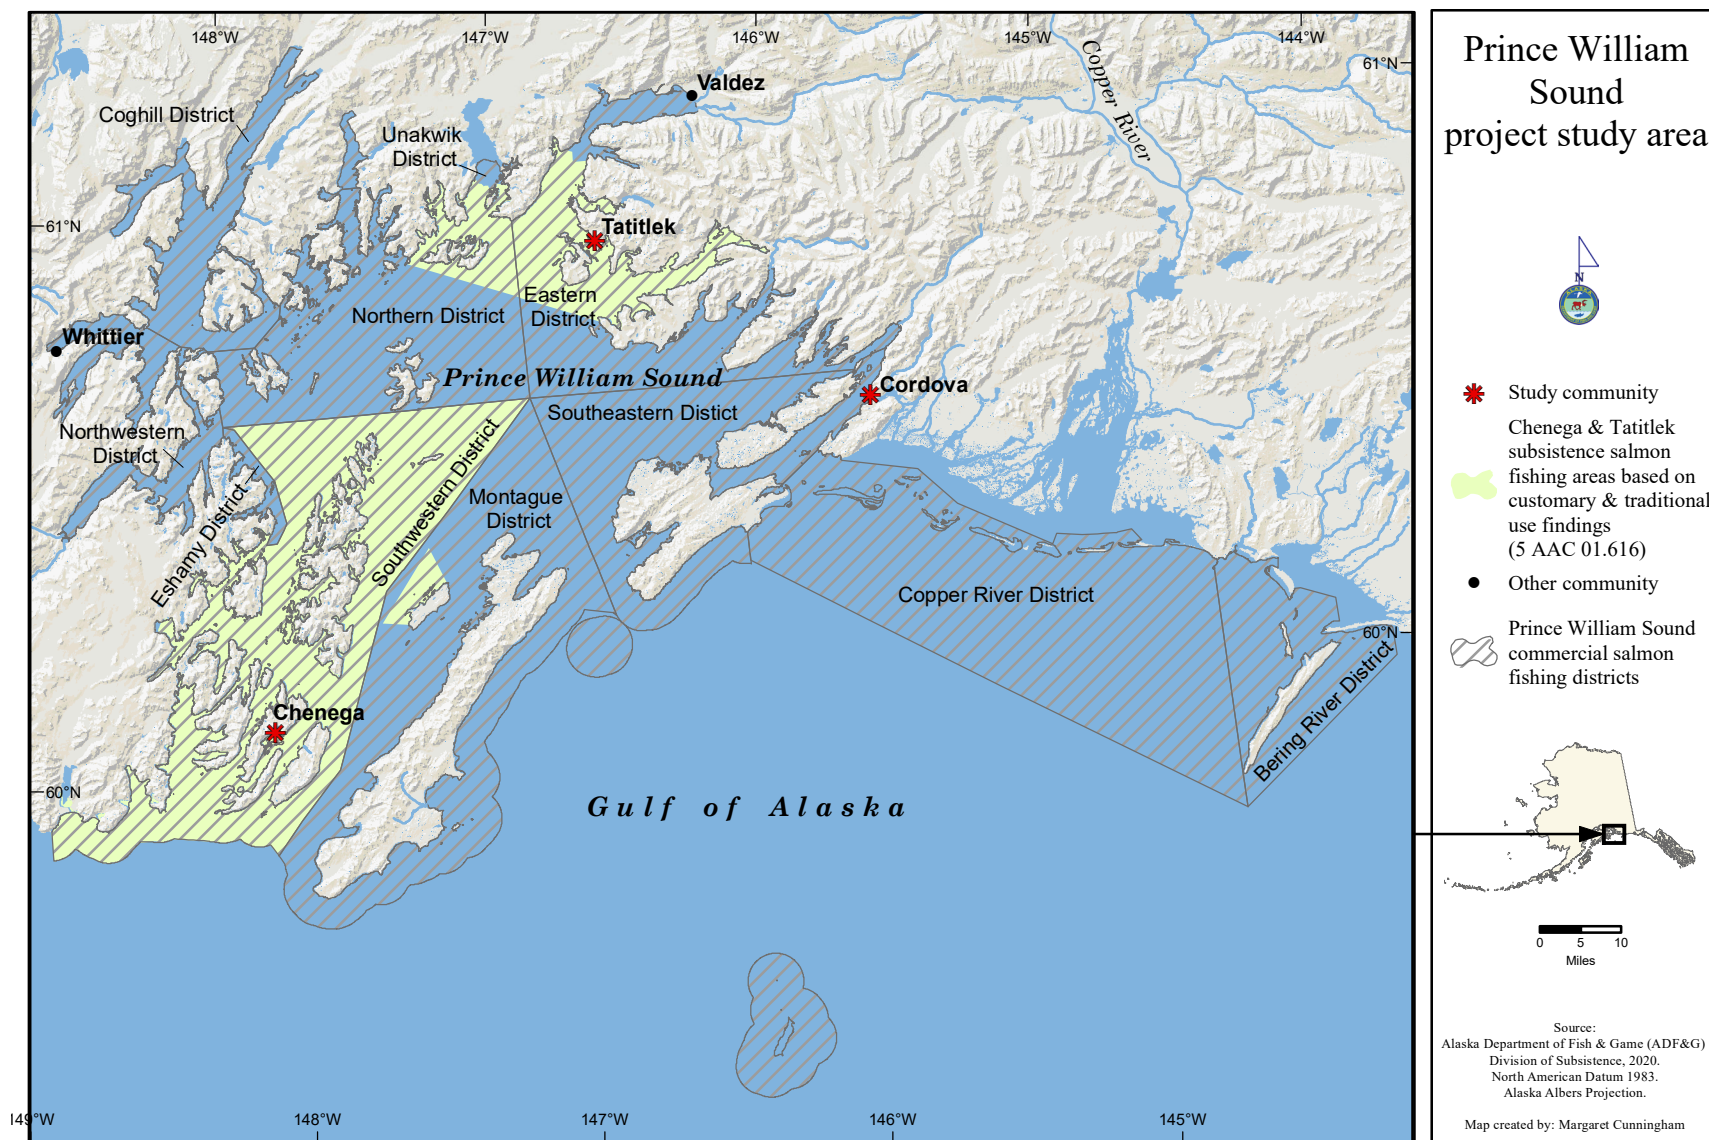 148°W
147°W
146°W
145°W
144°W
61°N
Valdez
Coghill District
Unakwik
District
Copper River
61°N
Tatitlek
Eastern
District
Northern District
Whittier
Prince William Sound
Cordova
Southeastern Distict
Northwestern
District
Southwestern District
Montague
District
Eshamy District
Copper River District
60°N
Bering River District
Chenega
60°N
Gulf of Alaska
149°W
148°W
147°W
146°W
145°W
Prince William
Sound
project study area
N
ALASKA
Study community
Chenega & Tatitlek
subsistence salmon
fishing areas based on
customary & traditional
use findings
(5 AAC 01.616)
Other community
Prince William Sound
commercial salmon
fishing districts
0 5 10
Miles
Source:
Alaska Department of Fish & Game (ADF&G)
Division of Subsistence, 2020.
North American Datum 1983.
Alaska Albers Projection.
Map created by: Margaret Cunningham